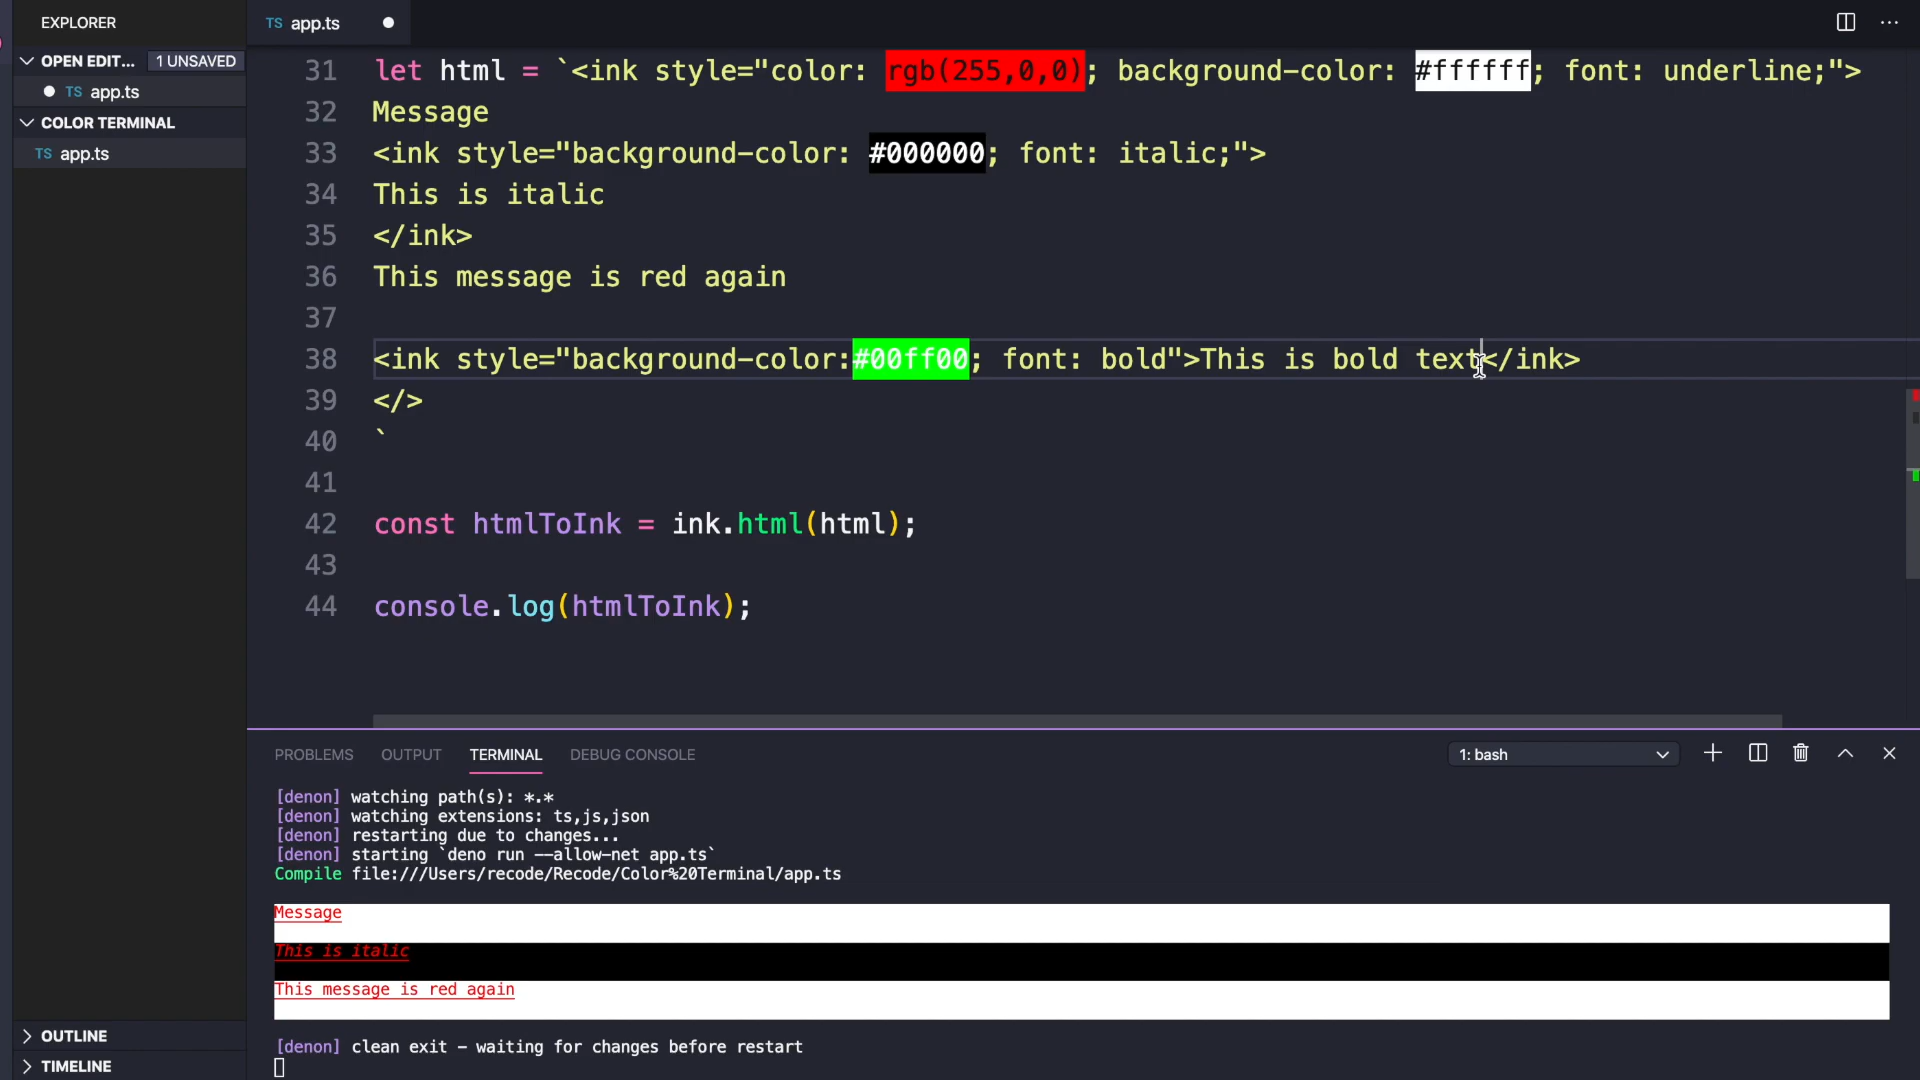 EXPLORER
OPEN EDIT... 1 UNSAVED
TS app.ts
COLOR TERMINAL
TS app.ts
OUTLINE
TIMELINE
TS app.ts
31 let html = `<ink style="color: rgb(255,0,0); background-color: #ffffff; font: underline;">
32 Message
33 <ink style="background-color: #000000; font: italic;">
34 This is italic
35 </ink>
36 This message is red again
37
38 <ink style="background-color:#00ff00; font: bold">This is bold text</ink>
39 </>
40 `
41
42 const htmlToInk = ink.html(html);
43
44 console.log(htmlToInk);
PROBLEMS OUTPUT TERMINAL DEBUG CONSOLE 1: bash
[denon] watching path(s): *.*
[denon] watching extensions: ts,js,json
[denon] restarting due to changes...
[denon] starting `deno run --allow-net app.ts`
Compile file:///Users/recode/Recode/Color%20Terminal/app.ts
Message
This is italic
This message is red again
[denon] clean exit - waiting for changes before restart